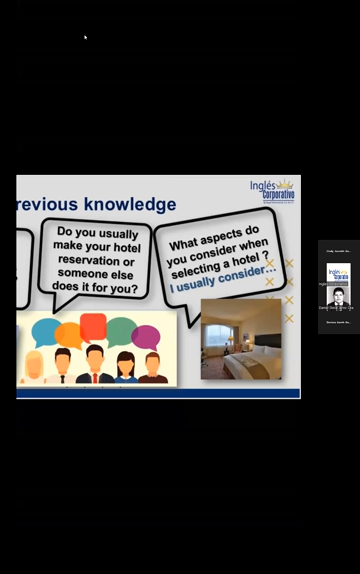 Inglés
Corporativo
revious knowledge
Do you usually
make your hotel
reservation or
someone else
does it for you?
What aspects do
you consider when
selecting a hotel ?
I usually consider...